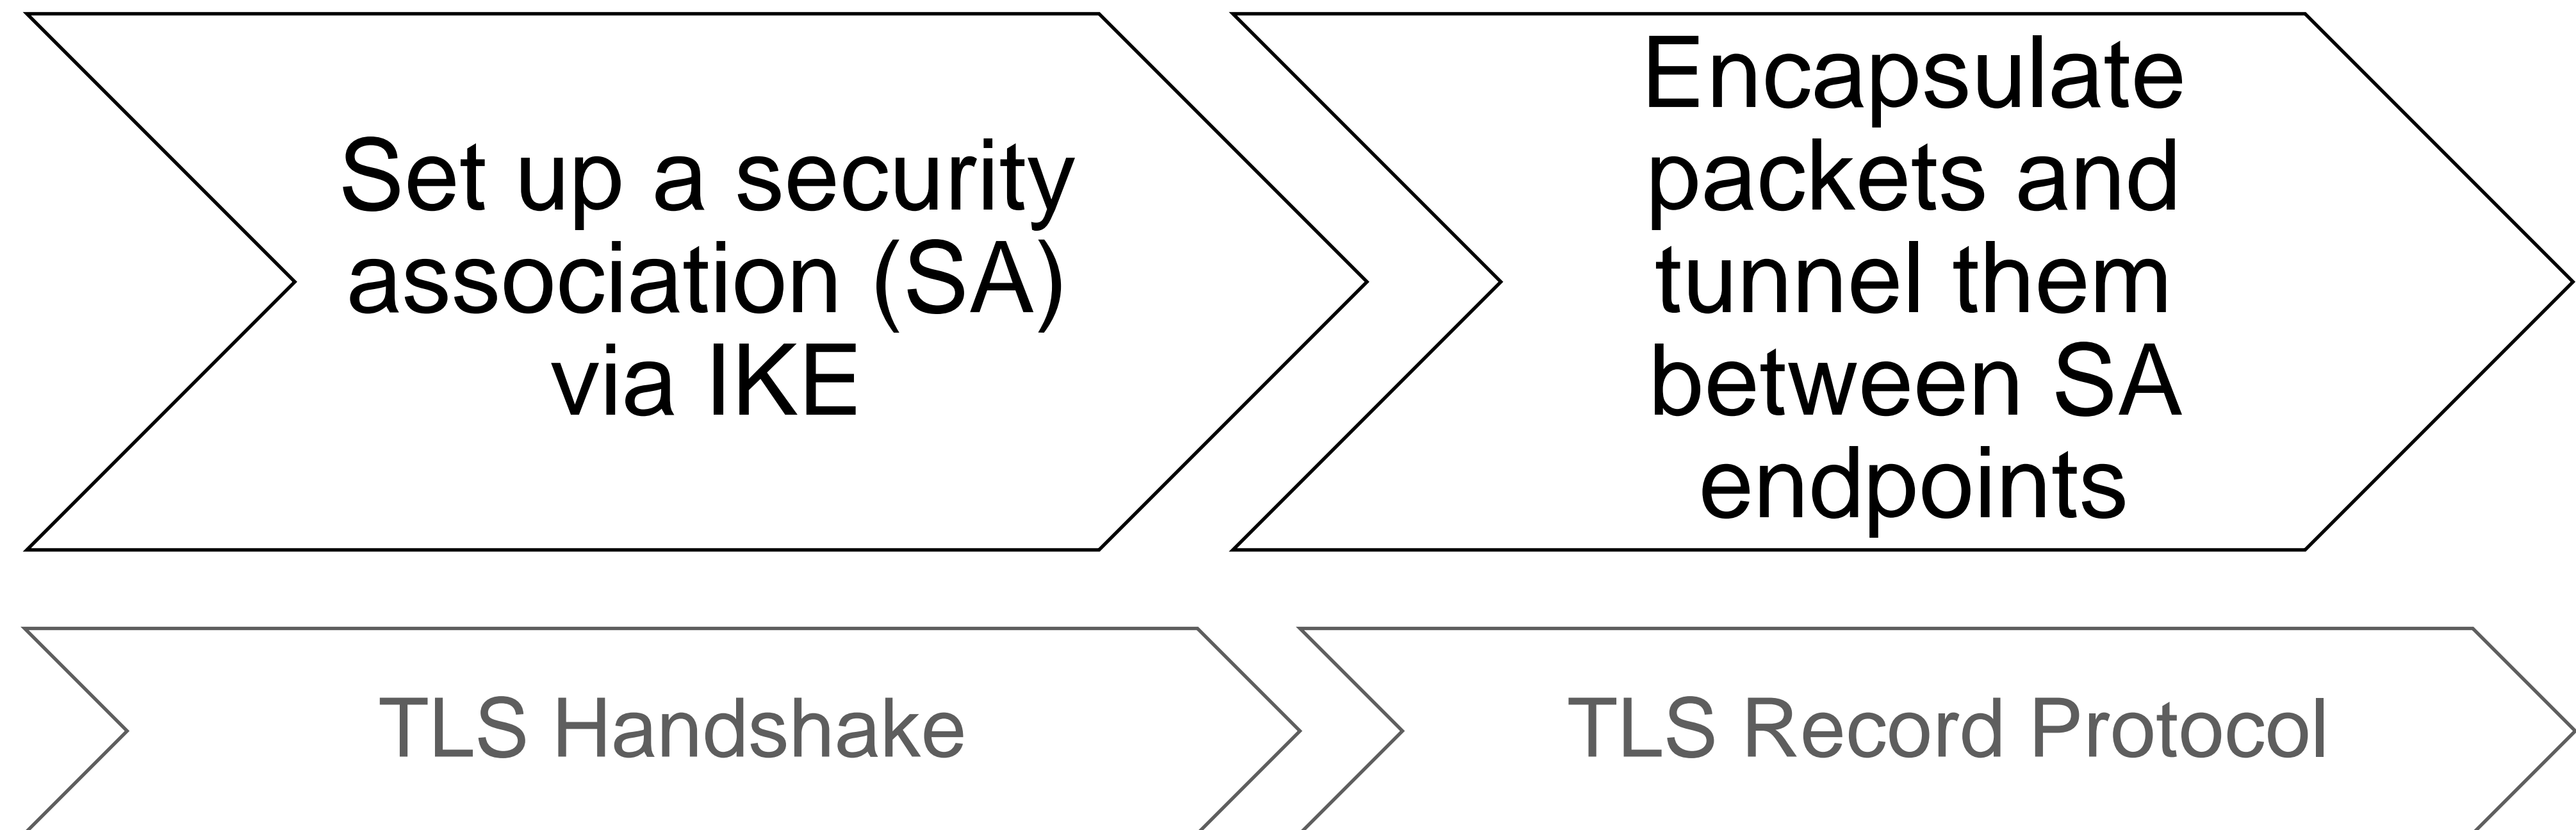 Set up a security
association (SA)
via IKE
Encapsulate
packets and
tunnel them
between SA
endpoints
TLS Handshake
TLS Record Protocol